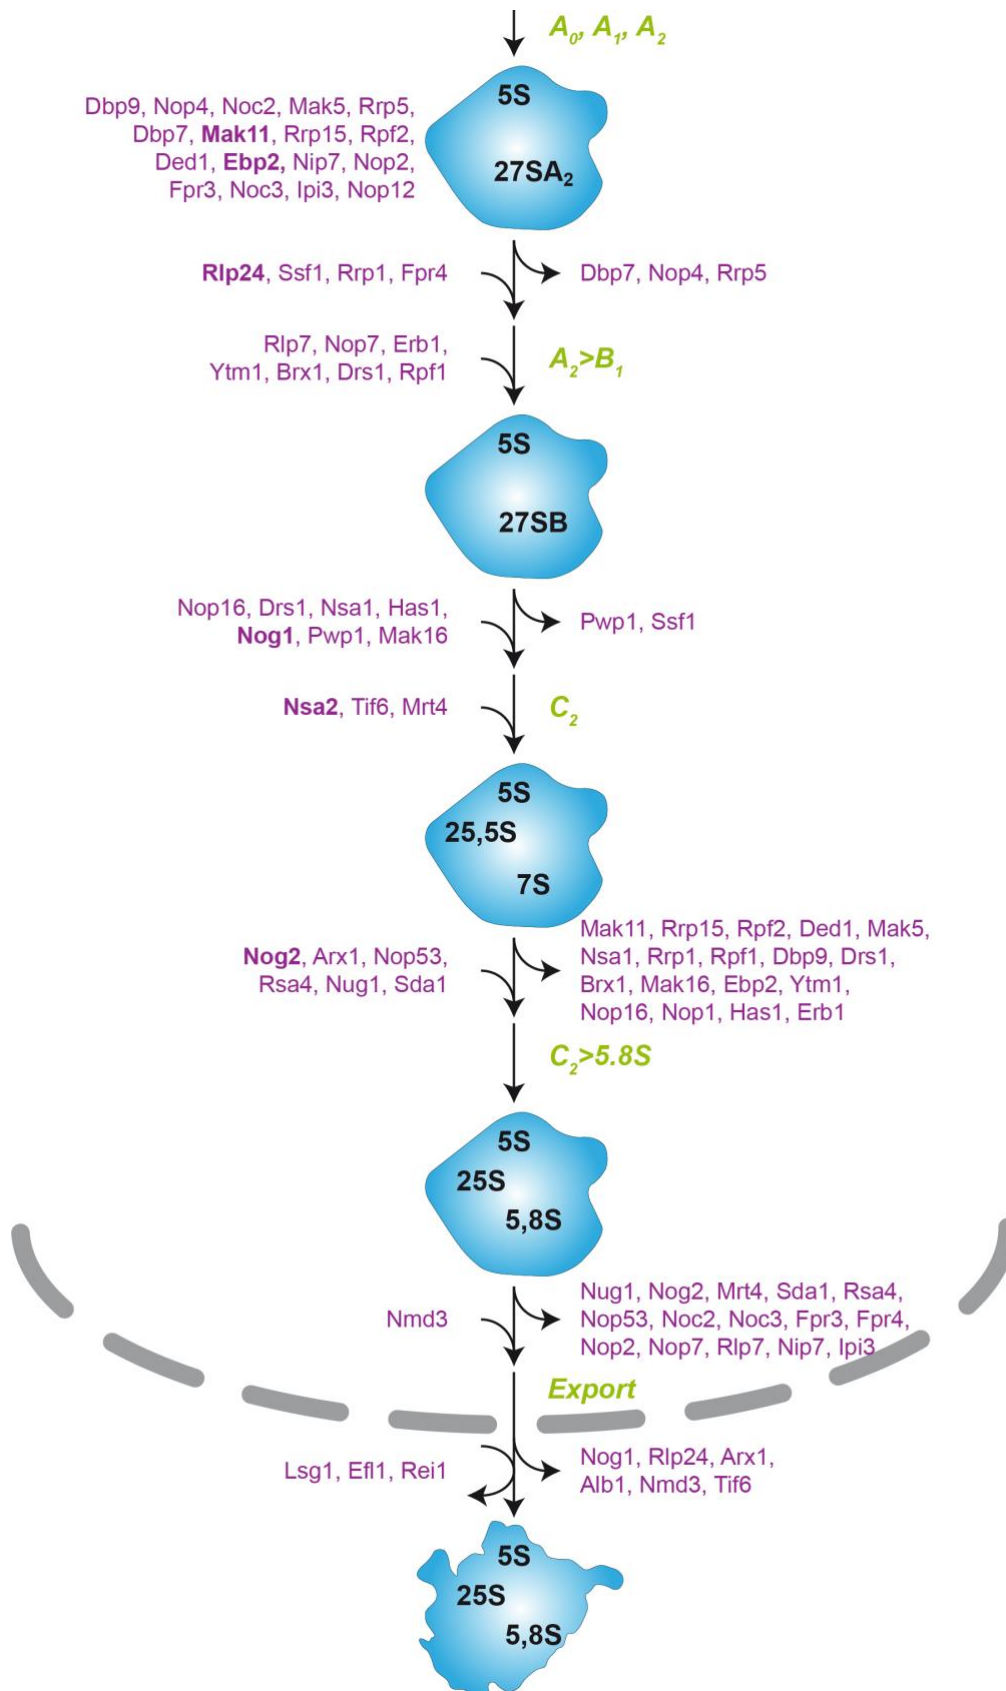 A₀, A₁, A₂
5S
Dbp9, Nop4, Noc2, Mak5, Rrp5,
Dbp7, Mak11, Rrp15, Rpf2,
Ded1, Ebp2, Nip7, Nop2,
Fpr3, Noc3, Ipi3, Nop12
27SA₂
Rlp24, Ssf1, Rrp1, Fpr4
Dbp7, Nop4, Rrp5
Rlp7, Nop7, Erb1,
Ytm1, Brx1, Drs1, Rpf1
A₂>B₁
5S
27SB
Nop16, Drs1, Nsa1, Has1,
Nog1, Pwp1, Mak16
Pwp1, Ssf1
Nsa2, Tif6, Mrt4
C₂
5S
25,5S
7S
Nog2, Arx1, Nop53,
Rsa4, Nug1, Sda1
Mak11, Rrp15, Rpf2, Ded1, Mak5,
Nsa1, Rrp1, Rpf1, Dbp9, Drs1,
Brx1, Mak16, Ebp2, Ytm1,
Nop16, Nop1, Has1, Erb1
C₂>5.8S
5S
25S
5,8S
Nmd3
Nug1, Nog2, Mrt4, Sda1, Rsa4,
Nop53, Noc2, Noc3, Fpr3, Fpr4,
Nop2, Nop7, Rlp7, Nip7, Ipi3
Export
Lsg1, Efl1, Rei1
Nog1, Rlp24, Arx1,
Alb1, Nmd3, Tif6
5S
25S
5,8S